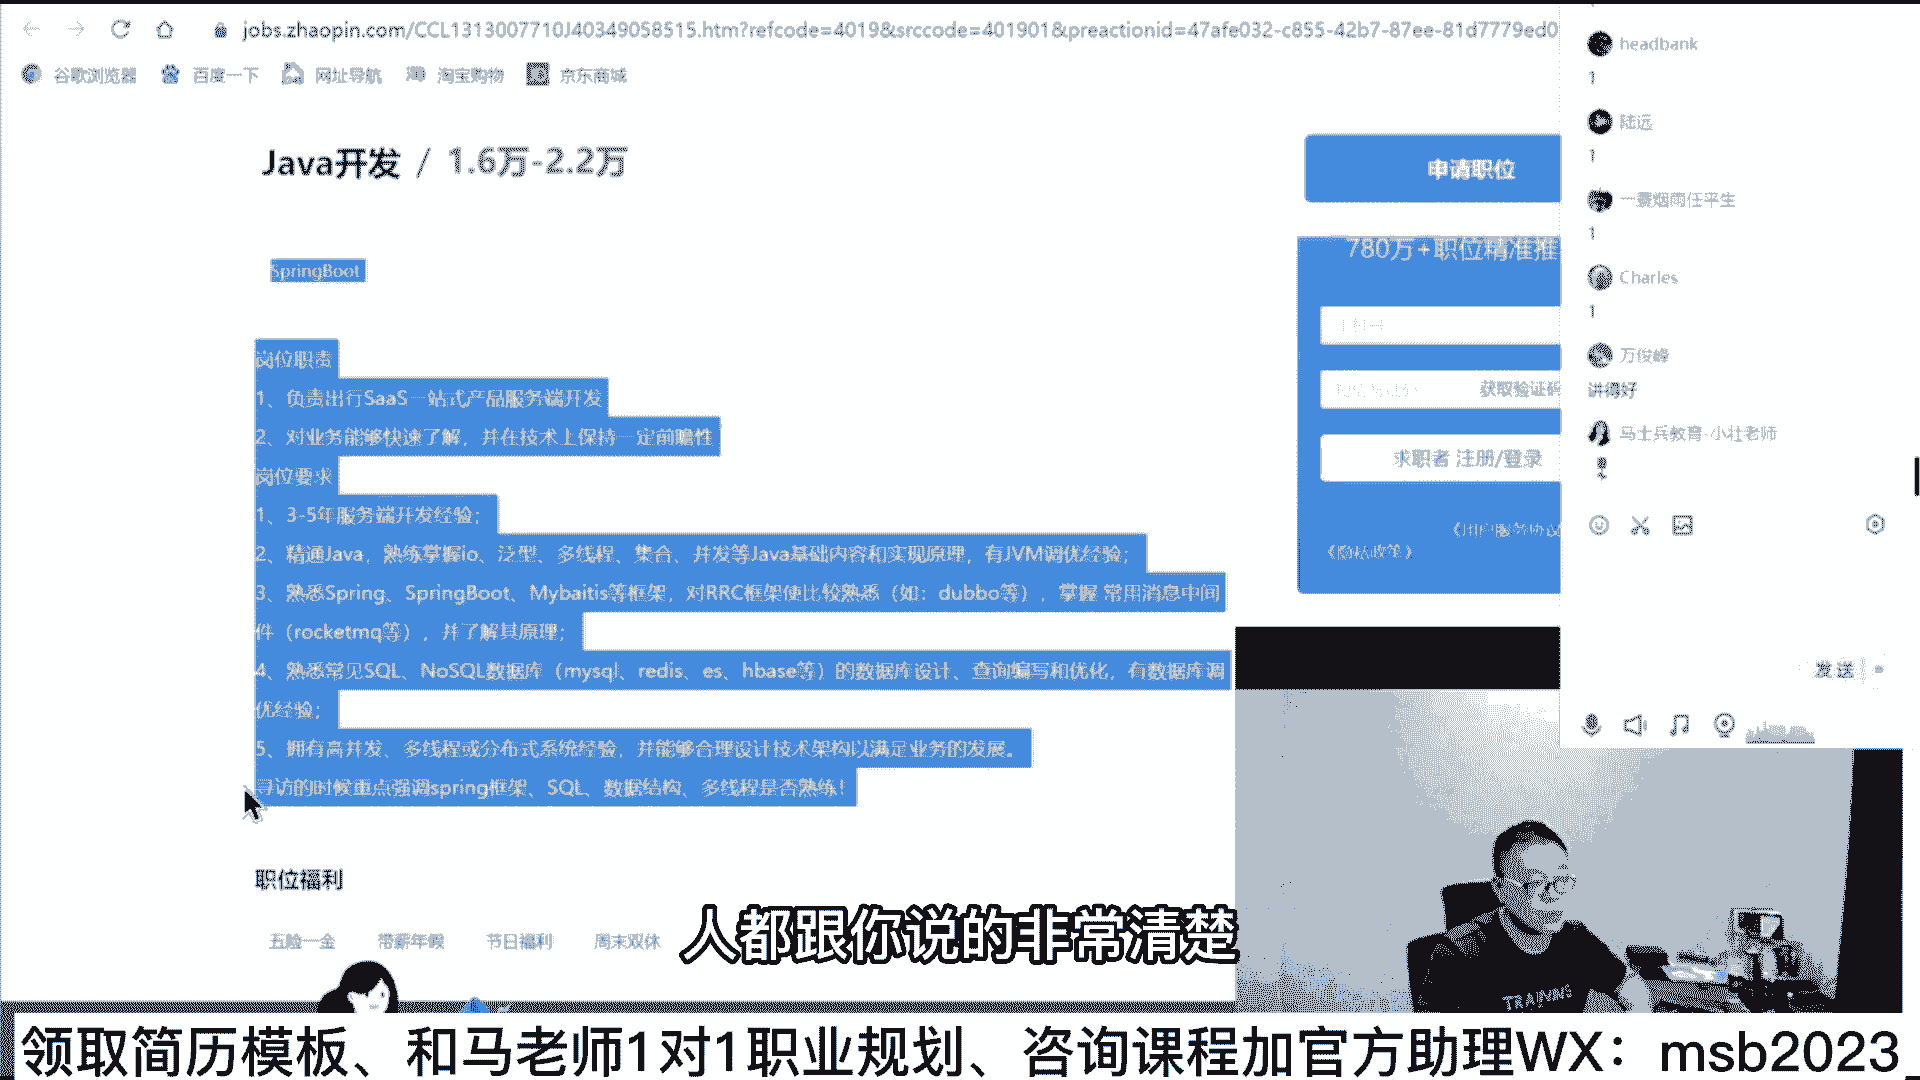 jobs.zhaopin.com/CCL1313007710J40349058515.htm?refcode=4019&srccode=401901&preactionid=47afe032-c855-42b7-87ee-81d7779ed0
谷歌浏览器 百度一下 网址导航 淘宝购物 京东商城
Java开发 / 1.6万-2.2万
申请职位
SpringBoot
780万+职位精准推
岗位职责
1、负责出行SaaS一站式产品服务端开发
2、对业务能够快速了解，并在技术上保持一定前瞻性
岗位要求
1、3-5年服务端开发经验；
2、精通Java，熟练掌握io、泛型、多线程、集合、并发等Java基础内容和实现原理，有JVM调优经验；
3、熟悉Spring、SpringBoot、Mybaitis等框架，对RRC框架使比较熟悉（如：dubbo等），掌握 常用消息中间
件（rocketmq等），并了解其原理；
4、熟悉常见SQL、NoSQL数据库（mysql、redis、es、hbase等）的数据库设计、查询编写和优化，有数据库调
优经验；
5、拥有高并发、多线程或分布式系统经验，并能够合理设计技术架构以满足业务的发展。
寻访的时候重点强调spring框架、SQL、数据结构、多线程是否熟练！
获取验证码
求职者 注册/登录
《用户服务协议
《隐私政策》
职位福利
五险一金 带薪年假 节日福利 周末双休
headbank
1
陆远
1
一蓑烟雨任平生
1
Charles
1
万俊峰
讲得好
马士兵教育-小杜老师
发送
TRAINING
人都跟你说的非常清楚
领取简历模板、和马老师1对1职业规划、咨询课程加官方助理WX：msb2023_